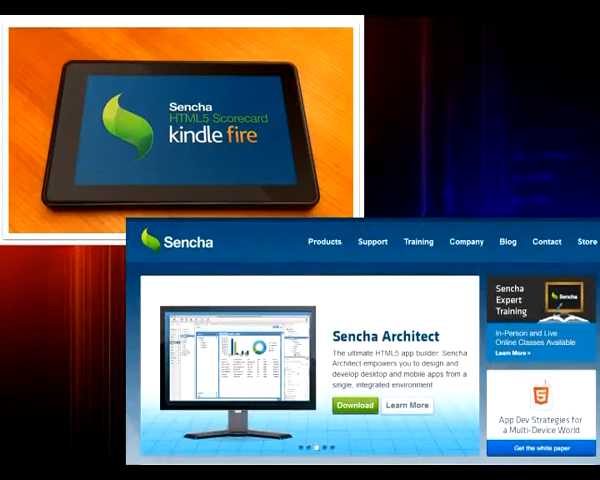 Sencha
HTML5 Scorecard
kindle fire
Sencha
Products Support Training Company Blog Contact Store
Sencha Architect
The ultimate HTML5 app builder. Sencha
Architect empowers you to design and
develop desktop and mobile apps from a
single, integrated environment
Download Learn More
Sencha
Expert
Training
Sencha
In-Person and Live
Online Classes Available
Learn More »
App Dev Strategies for
a Multi-Device World
Get the white paper